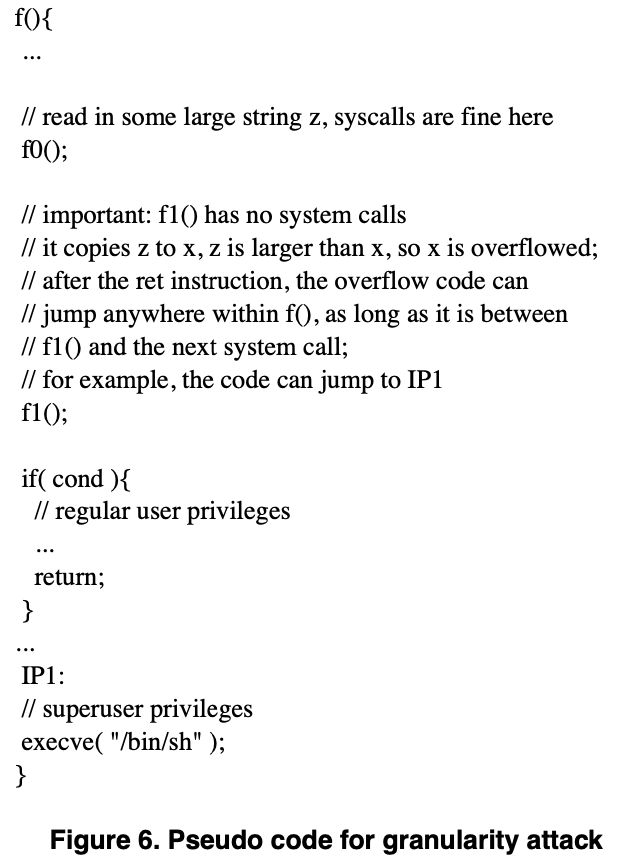 f(){
...
// read in some large string z, syscalls are fine here
f0();
// important: f1() has no system calls
// it copies z to x, z is larger than x, so x is overflowed;
// after the ret instruction, the overflow code can
// jump anywhere within f(), as long as it is between
// f1() and the next system call;
// for example, the code can jump to IP1
f1();
if( cond ){
// regular user privileges
...
return;
}
...
IP1:
// superuser privileges
execve( "/bin/sh" );
}
Figure 6. Pseudo code for granularity attack